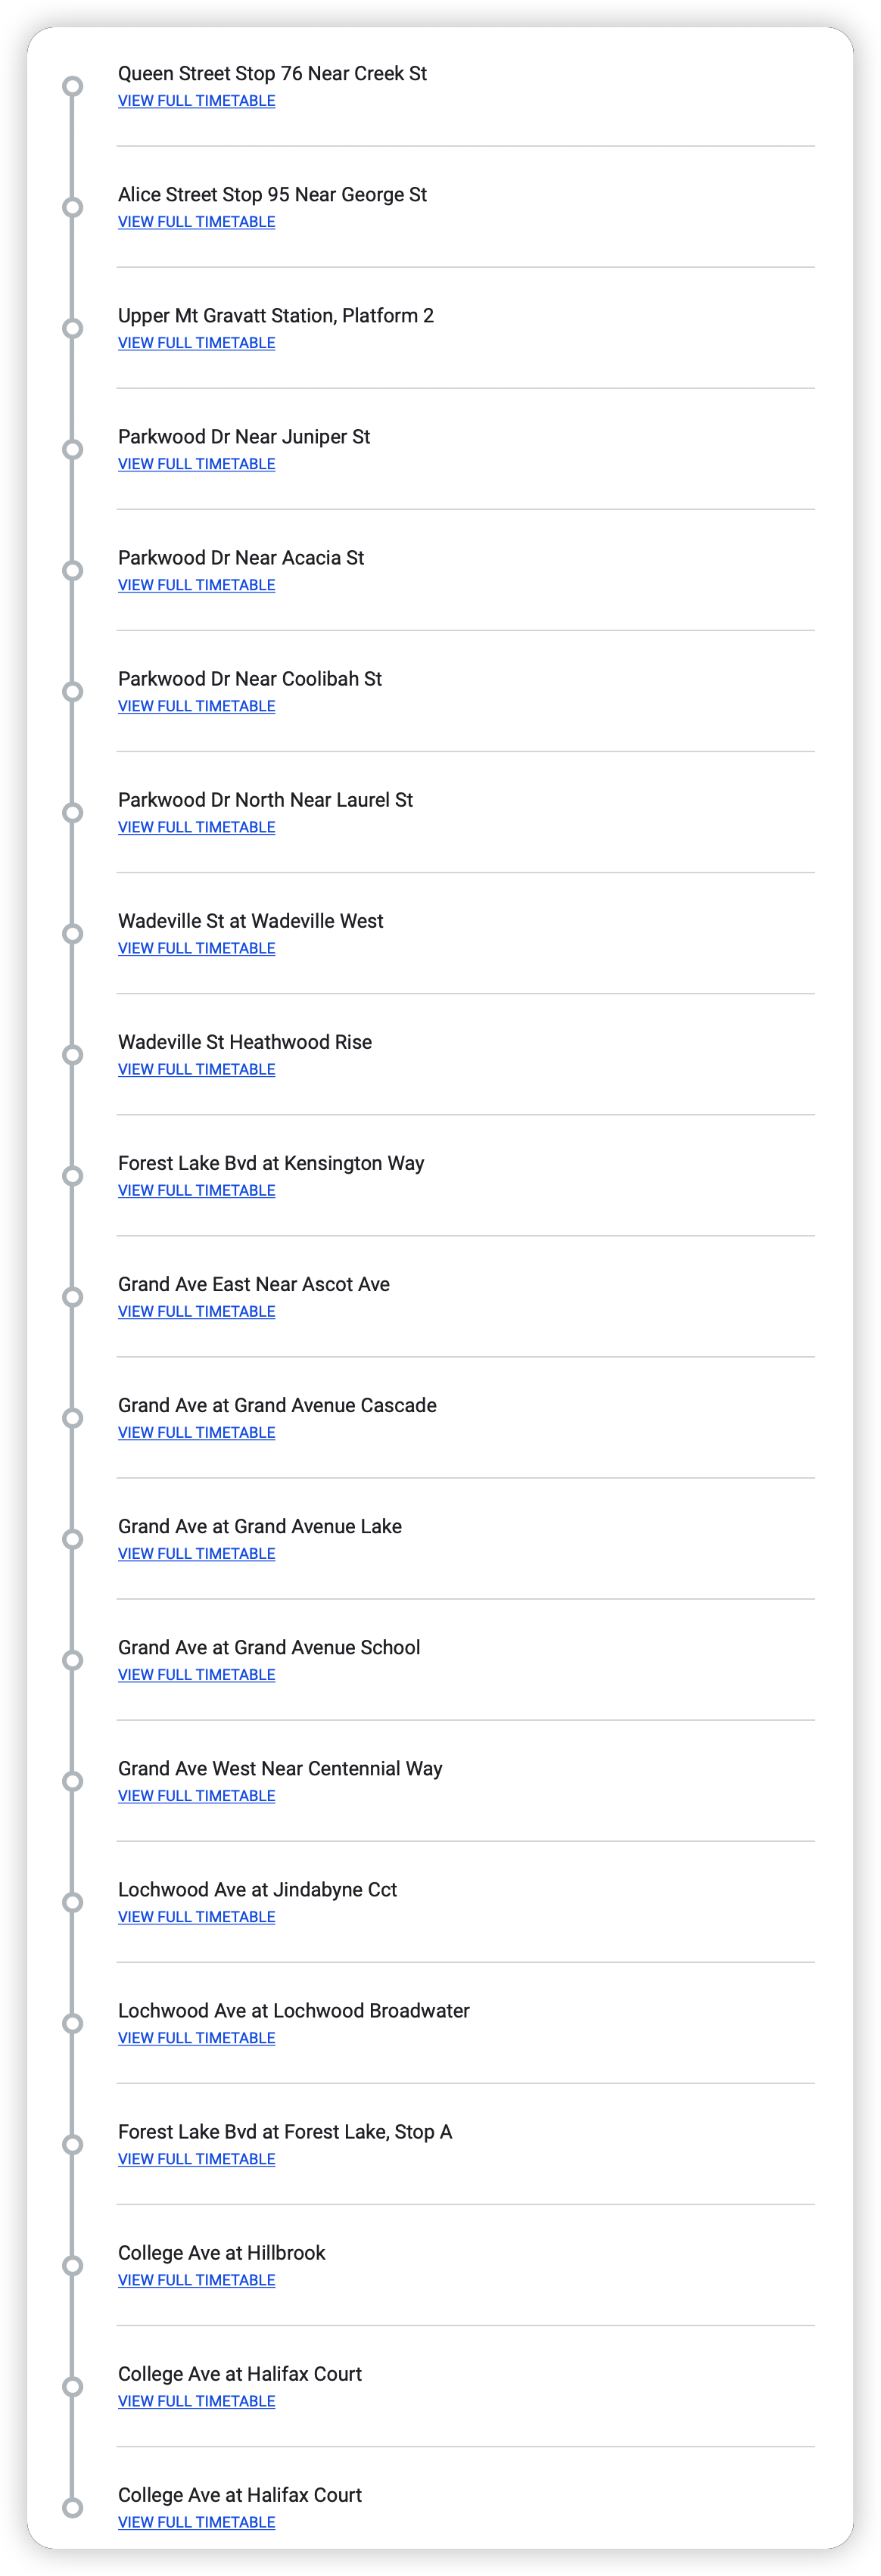 Queen Street Stop 76 Near Creek St
VIEW FULL TIMETABLE
Alice Street Stop 95 Near George St
VIEW FULL TIMETABLE
Upper Mt Gravatt Station, Platform 2
VIEW FULL TIMETABLE
Parkwood Dr Near Juniper St
VIEW FULL TIMETABLE
Parkwood Dr Near Acacia St
VIEW FULL TIMETABLE
Parkwood Dr Near Coolibah St
VIEW FULL TIMETABLE
Parkwood Dr North Near Laurel St
VIEW FULL TIMETABLE
Wadeville St at Wadeville West
VIEW FULL TIMETABLE
Wadeville St Heathwood Rise
VIEW FULL TIMETABLE
Forest Lake Bvd at Kensington Way
VIEW FULL TIMETABLE
Grand Ave East Near Ascot Ave
VIEW FULL TIMETABLE
Grand Ave at Grand Avenue Cascade
VIEW FULL TIMETABLE
Grand Ave at Grand Avenue Lake
VIEW FULL TIMETABLE
Grand Ave at Grand Avenue School
VIEW FULL TIMETABLE
Grand Ave West Near Centennial Way
VIEW FULL TIMETABLE
Lochwood Ave at Jindabyne Cct
VIEW FULL TIMETABLE
Lochwood Ave at Lochwood Broadwater
VIEW FULL TIMETABLE
Forest Lake Bvd at Forest Lake, Stop A
VIEW FULL TIMETABLE
College Ave at Hillbrook
VIEW FULL TIMETABLE
College Ave at Halifax Court
VIEW FULL TIMETABLE
College Ave at Halifax Court
VIEW FULL TIMETABLE